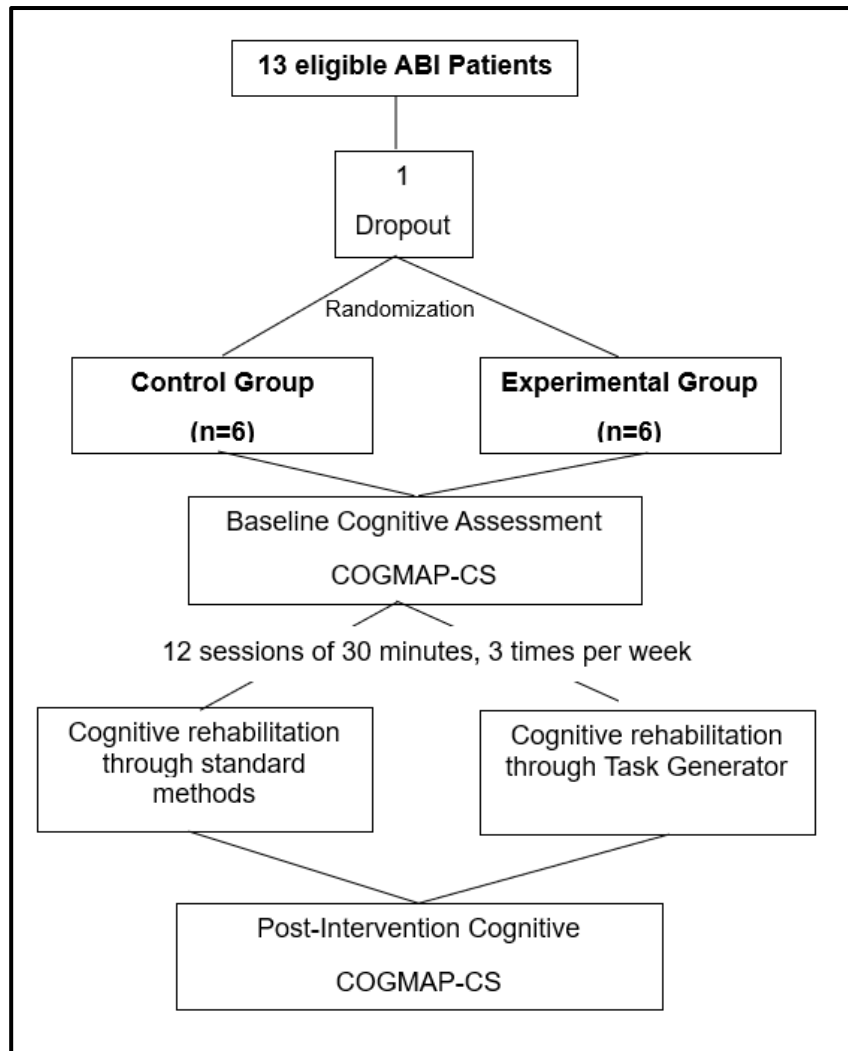 13 eligible ABI Patients
1
Dropout
Randomization
Control Group
(n=6)
Experimental Group
(n=6)
Baseline Cognitive Assessment
COGMAP-CS
12 sessions of 30 minutes, 3 times per week
Cognitive rehabilitation
through standard
methods
Cognitive rehabilitation
through Task Generator
Post-Intervention Cognitive
COGMAP-CS